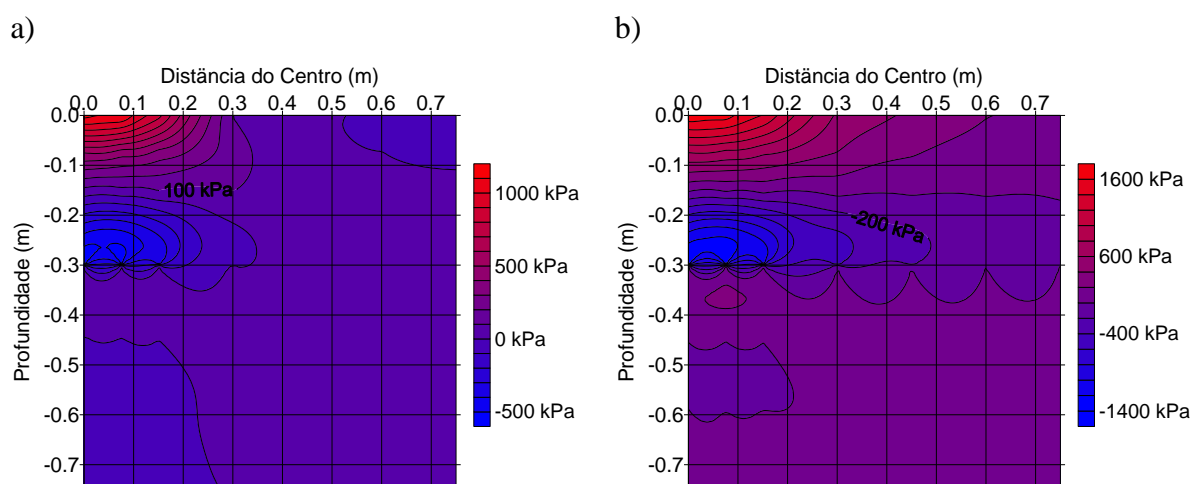 a)
Distância do Centro (m)
0.0 0.1 0.2 0.3 0.4 0.5 0.6 0.7
0.0
-0.1
-0.2
-0.3
-0.4
-0.5
-0.6
-0.7
Profundidade (m)
100 kPa
1000 kPa
500 kPa
0 kPa
-500 kPa
b)
Distância do Centro (m)
0.0 0.1 0.2 0.3 0.4 0.5 0.6 0.7
0.0
-0.1
-0.2
-0.3
-0.4
-0.5
-0.6
-0.7
Profundidade (m)
-200 kPa
1600 kPa
600 kPa
-400 kPa
-1400 kPa